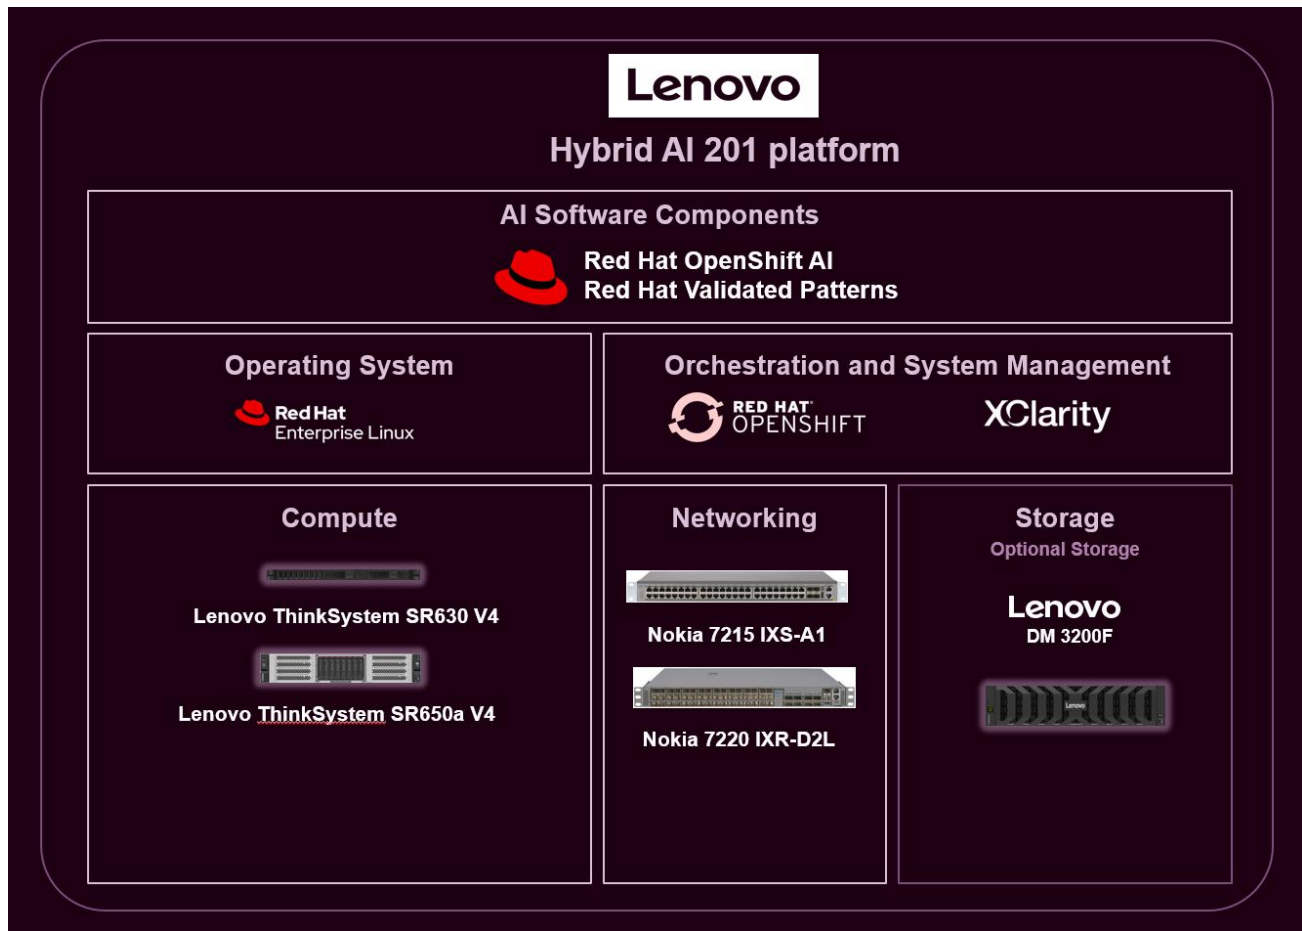 Lenovo
Hybrid AI 201 platform
AI Software Components
Red Hat OpenShift AI
Red Hat Validated Patterns
Operating System
Red Hat
Enterprise Linux
Orchestration and System Management
RED HAT
OPENSHIFT
XClarity
Compute
Lenovo ThinkSystem SR630 V4
Lenovo ThinkSystem SR650a V4
Networking
Nokia 7215 IXS-A1
Nokia 7220 IXR-D2L
Storage
Optional Storage
Lenovo
DM 3200F
Lenovo